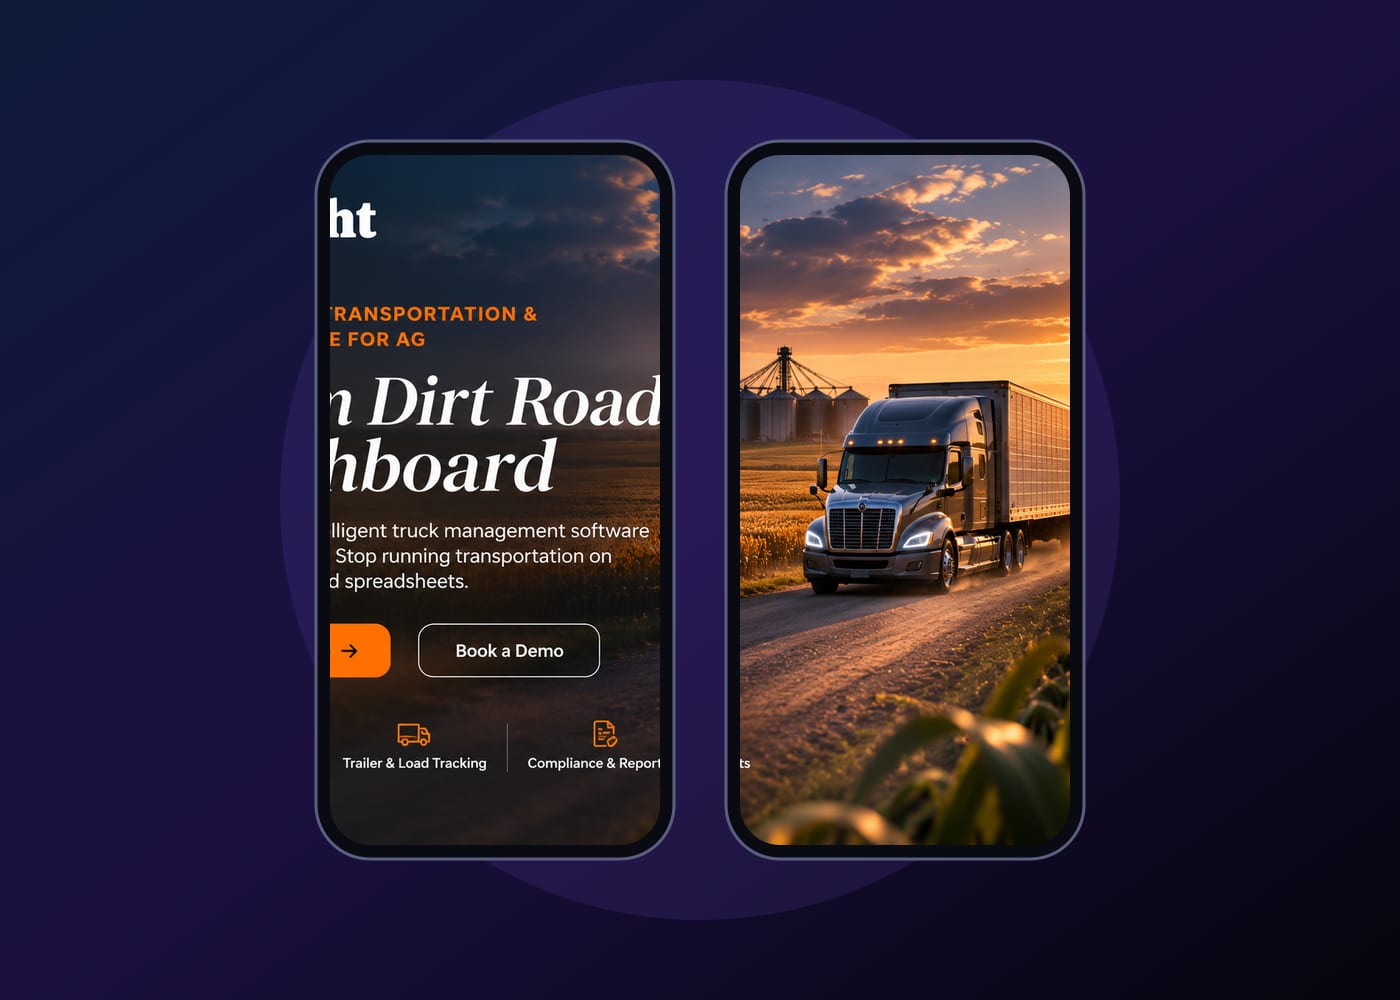 ht
TRANSPORTATION &
E FOR AG
n Dirt Road
hboard
lligent truck management software
Stop running transportation on
d spreadsheets.
Book a Demo
Trailer & Load Tracking
Compliance & Report
ts